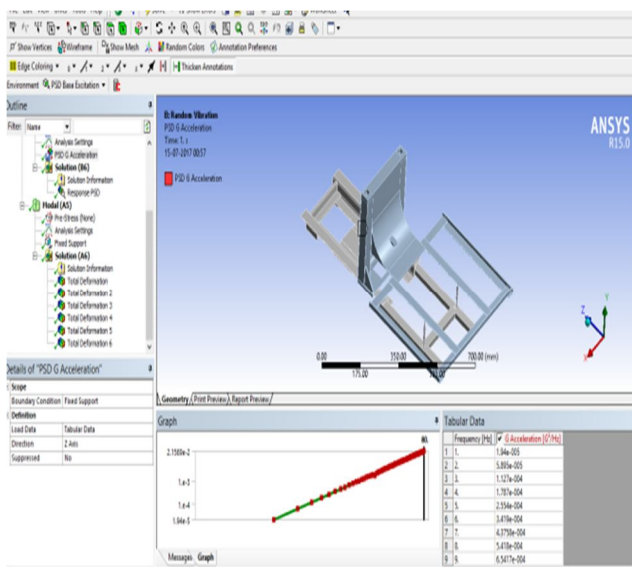 Show Vertices Wireframe Show Mesh Random Colors Annotation Preferences
Edge Coloring Thicken Annotations
Environment PSD Base Excitation
Outline
Filter: Name
Analysis Settings
PSD G Acceleration
Solution (B6)
Solution Information
Response PSD
Modal (A5)
Pre-Stress (None)
Analysis Settings
Fixed Support
Solution (A6)
Solution Information
Total Deformation
Total Deformation 2
Total Deformation 3
Total Deformation 4
Total Deformation 5
Total Deformation 6
B: Random Vibration
PSD G Acceleration
Time: 1. s
15-07-2017 00:57
PSD G Acceleration
ANSYS
R15.0
Y
Z
X
0.00 350.00 700.00 (mm)
175.00
Geometry Print Preview Report Preview
Details of "PSD G Acceleration"
Scope
Boundary Condition Fixed Support
Definition
Load Data Tabular Data
Direction Z Axis
Suppressed No
Graph
80.
2.1569e-2
1.e-3
1.e-4
1.94e-5
Messages Graph
Tabular Data
Frequency [Hz] G Acceleration [G²/Hz]
1 1. 1.94e-005
2 2. 5.895e-005
3 3. 1.127e-004
4 4. 1.787e-004
5 5. 2.554e-004
6 6. 3.419e-004
7 7. 4.3758e-004
8 8. 5.418e-004
9 9. 6.5417e-004